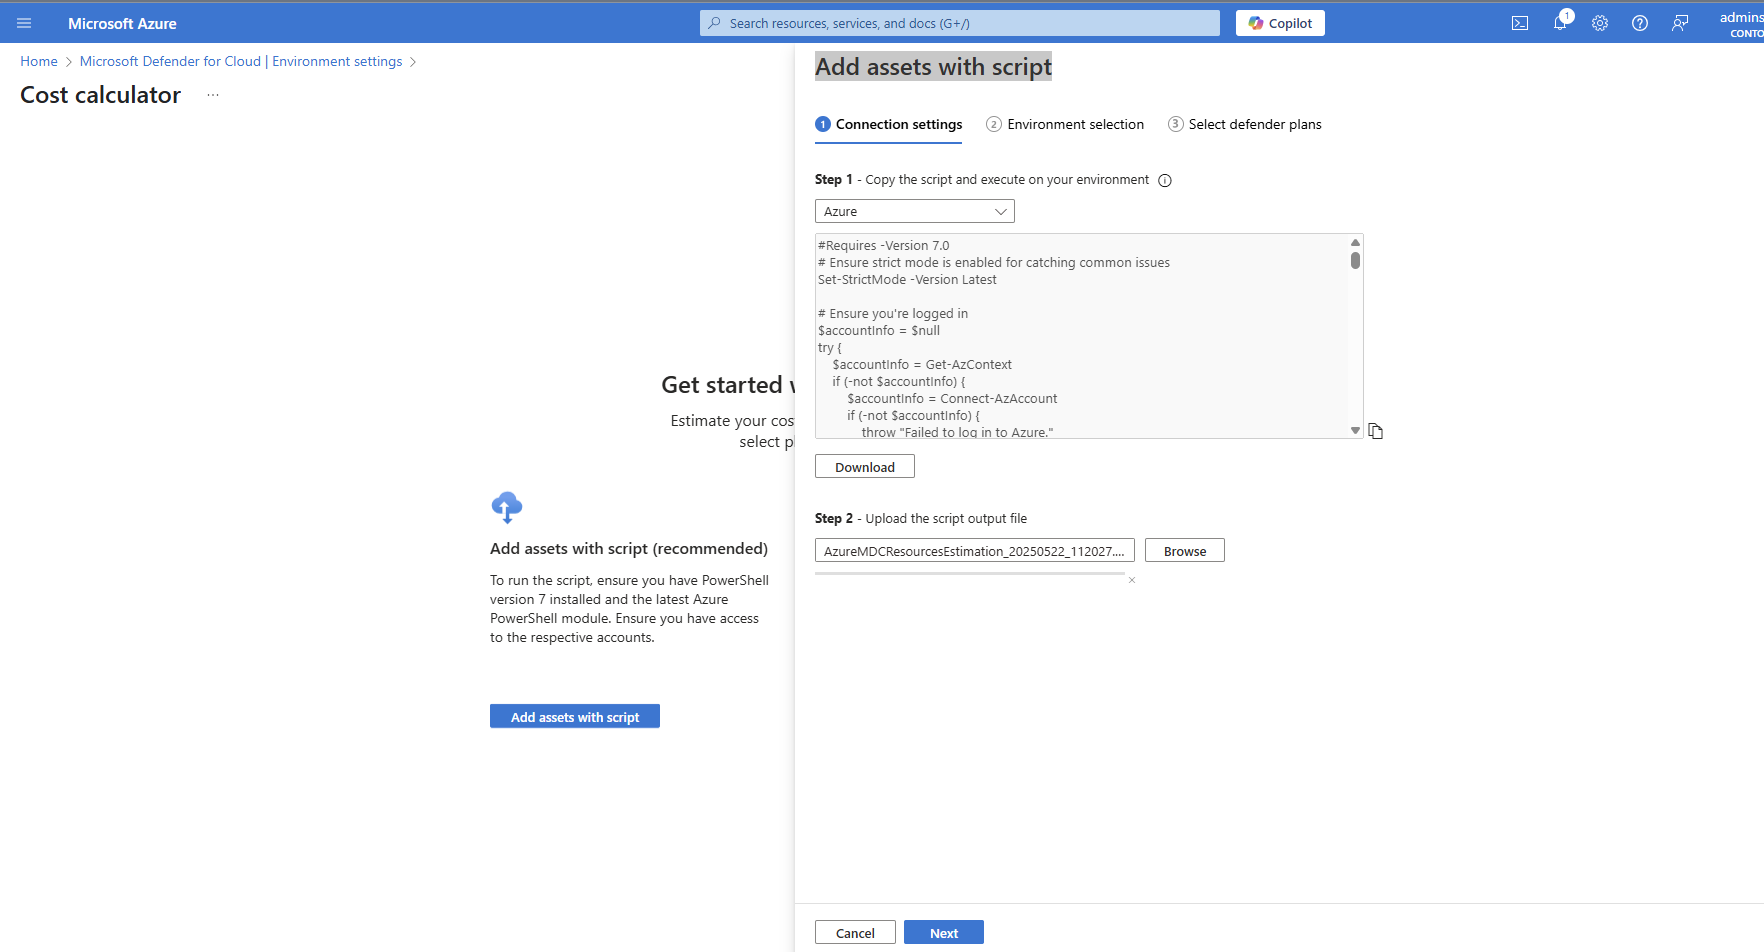 Microsoft Azure
Search resources, services, and docs (G+/)
Copilot
1
admins
CONTO
Home > Microsoft Defender for Cloud | Environment settings >
Cost calculator ...
Get started
Estimate your cos
select p
Add assets with script (recommended)
To run the script, ensure you have PowerShell
version 7 installed and the latest Azure
PowerShell module. Ensure you have access
to the respective accounts.
Add assets with script
Add assets with script
1 Connection settings
2 Environment selection
3 Select defender plans
Step 1 - Copy the script and execute on your environment
Azure
#Requires -Version 7.0
# Ensure strict mode is enabled for catching common issues
Set-StrictMode -Version Latest
# Ensure you're logged in
$accountInfo = $null
try {
$accountInfo = Get-AzContext
if (-not $accountInfo) {
$accountInfo = Connect-AzAccount
if (-not $accountInfo) {
throw "Failed to log in to Azure."
Download
Step 2 - Upload the script output file
AzureMDCResourcesEstimation_20250522_112027....
Browse
Cancel
Next